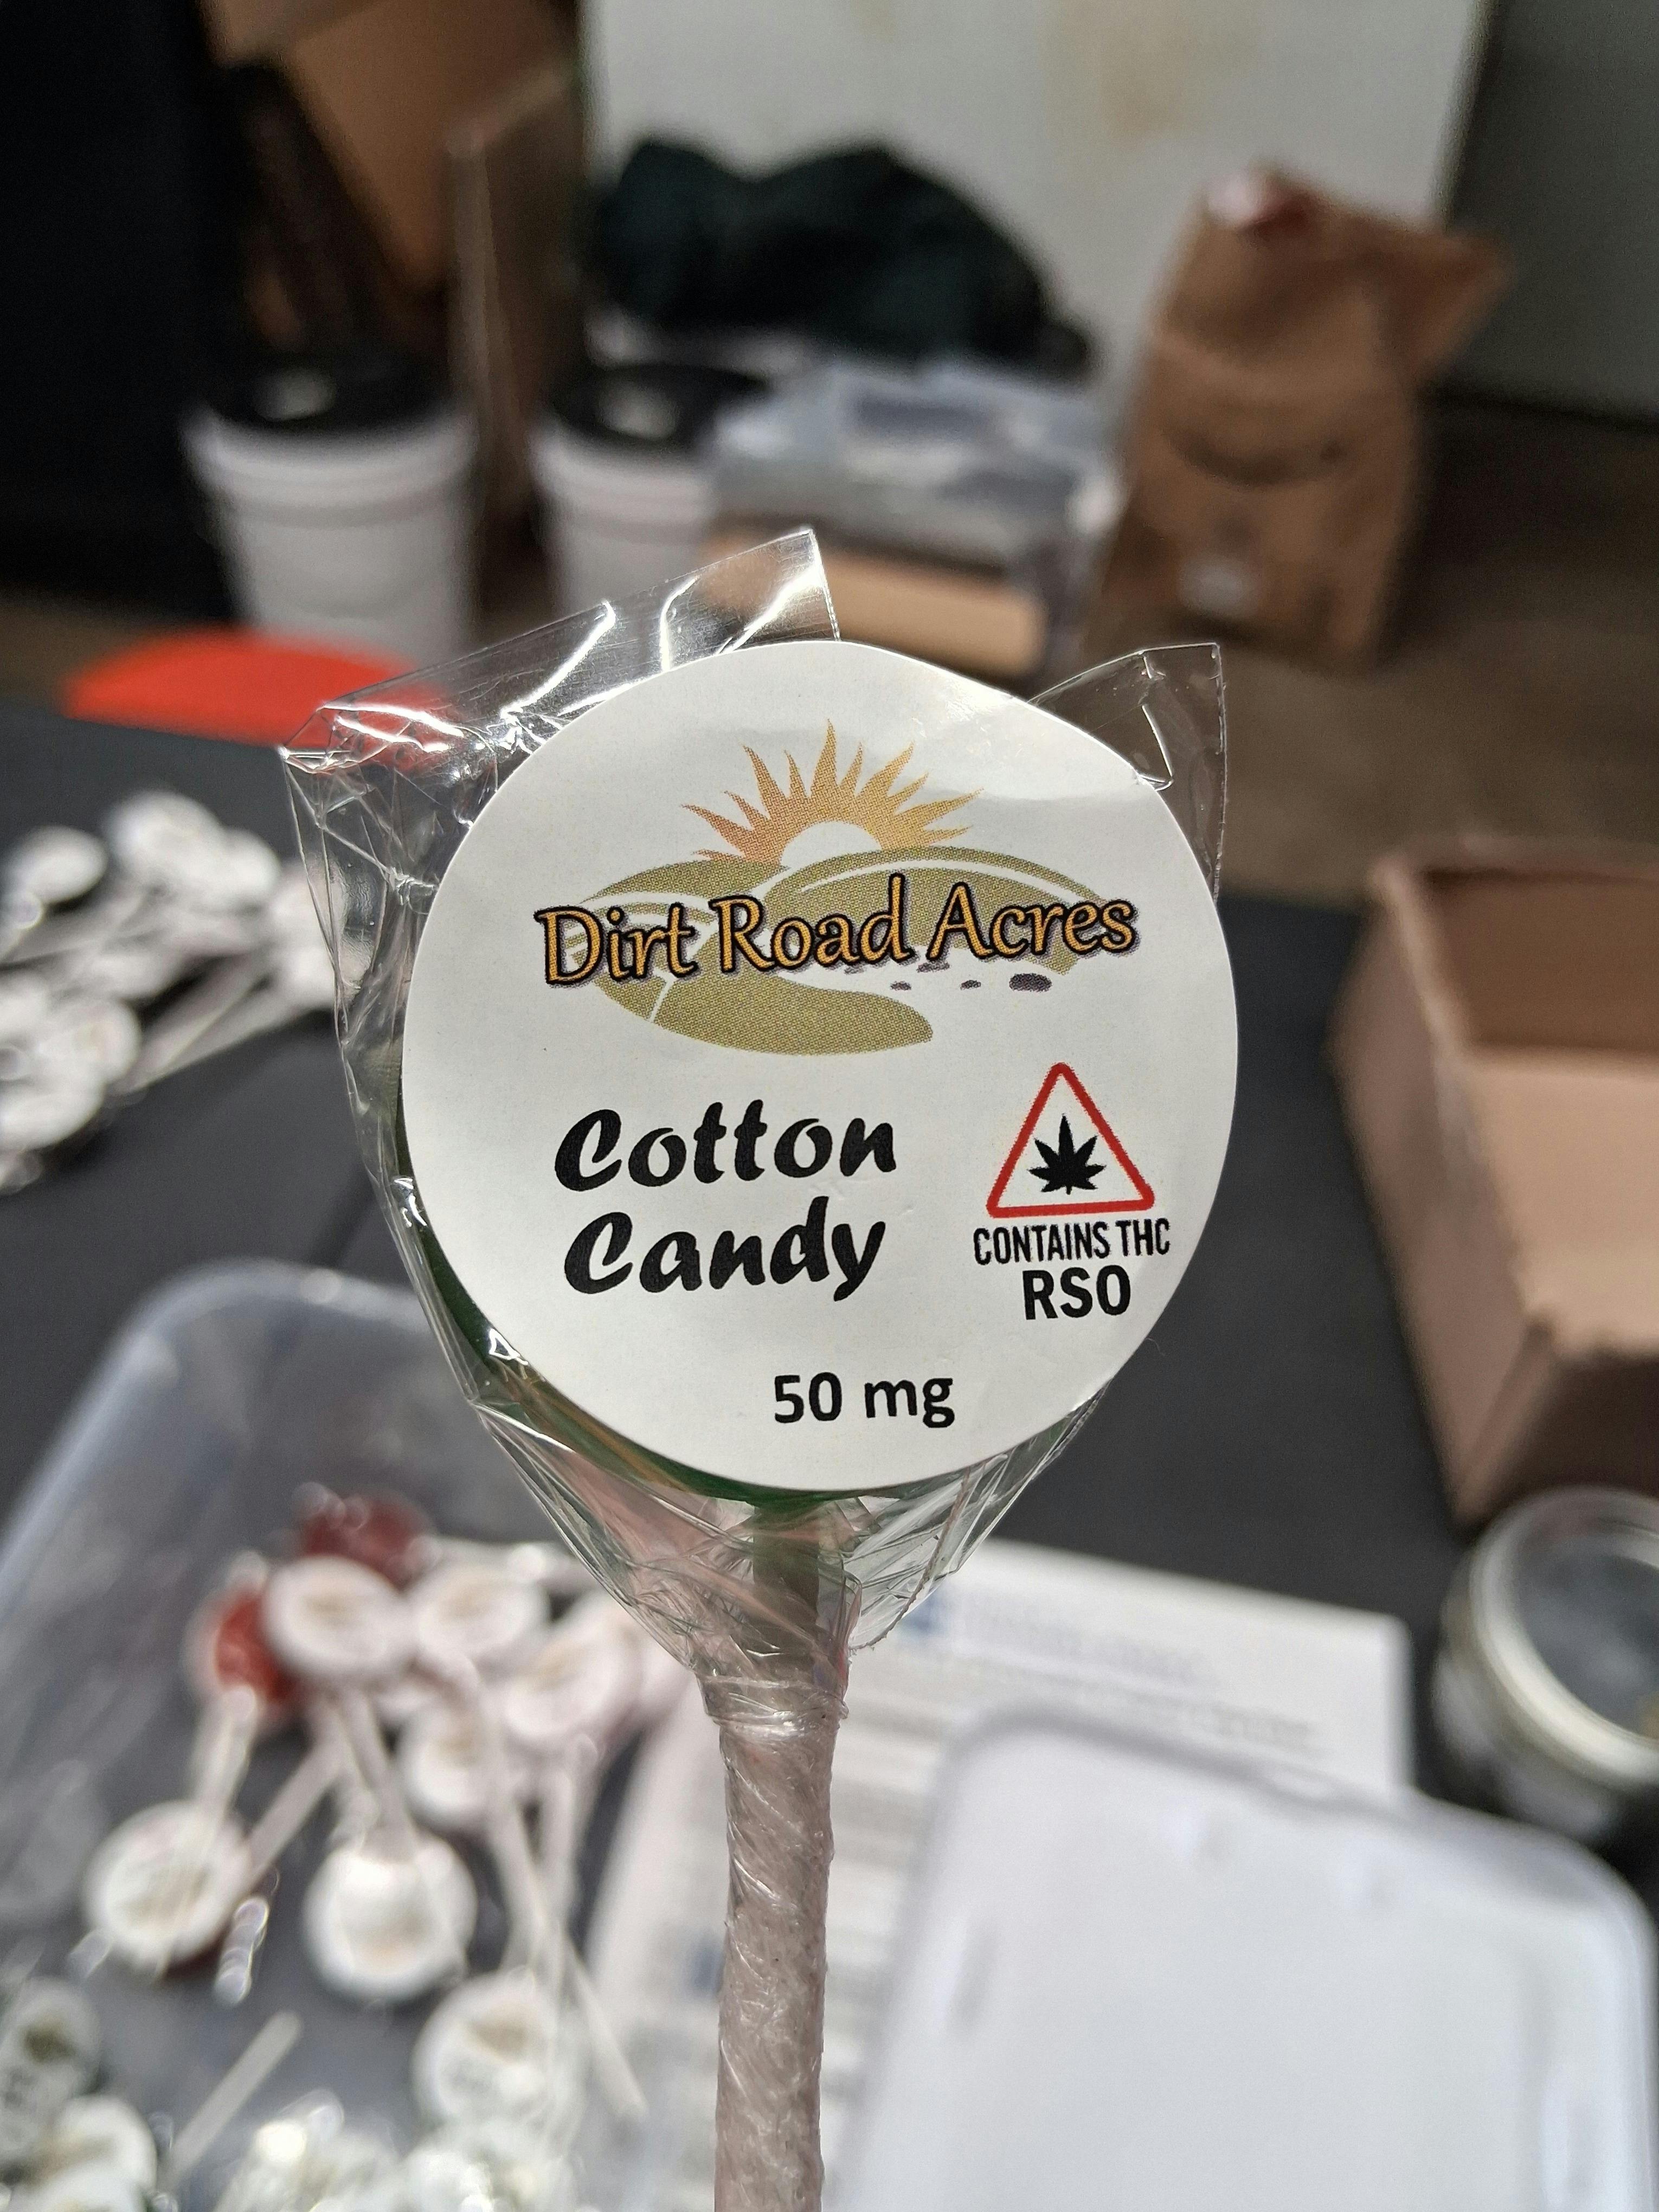 Dirt Road Acres
Cotton
Candy
CONTAINS THC
RSO
50 mg